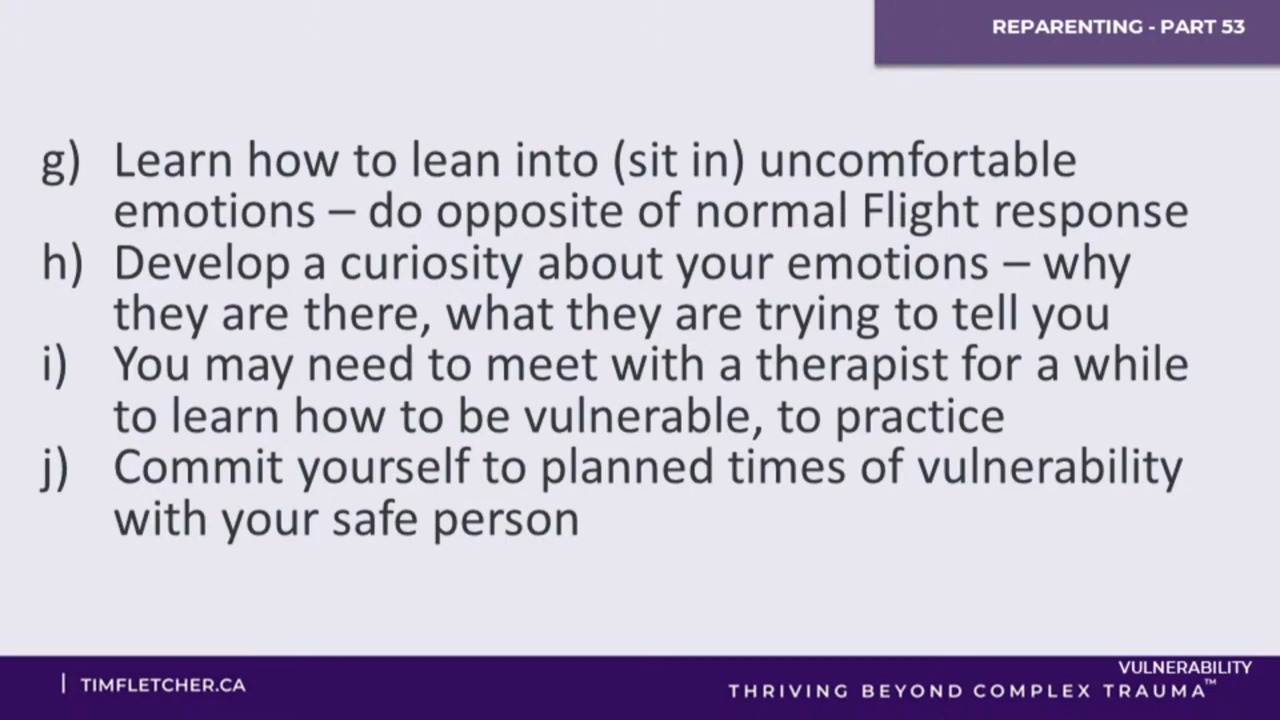 REPARENTING - PART 53
g) Learn how to lean into (sit in) uncomfortable
emotions – do opposite of normal Flight response
h) Develop a curiosity about your emotions – why
they are there, what they are trying to tell you
i) You may need to meet with a therapist for a while
to learn how to be vulnerable, to practice
j) Commit yourself to planned times of vulnerability
with your safe person
| TIMFLETCHER.CA
VULNERABILITY
THRIVING BEYOND COMPLEX TRAUMA™